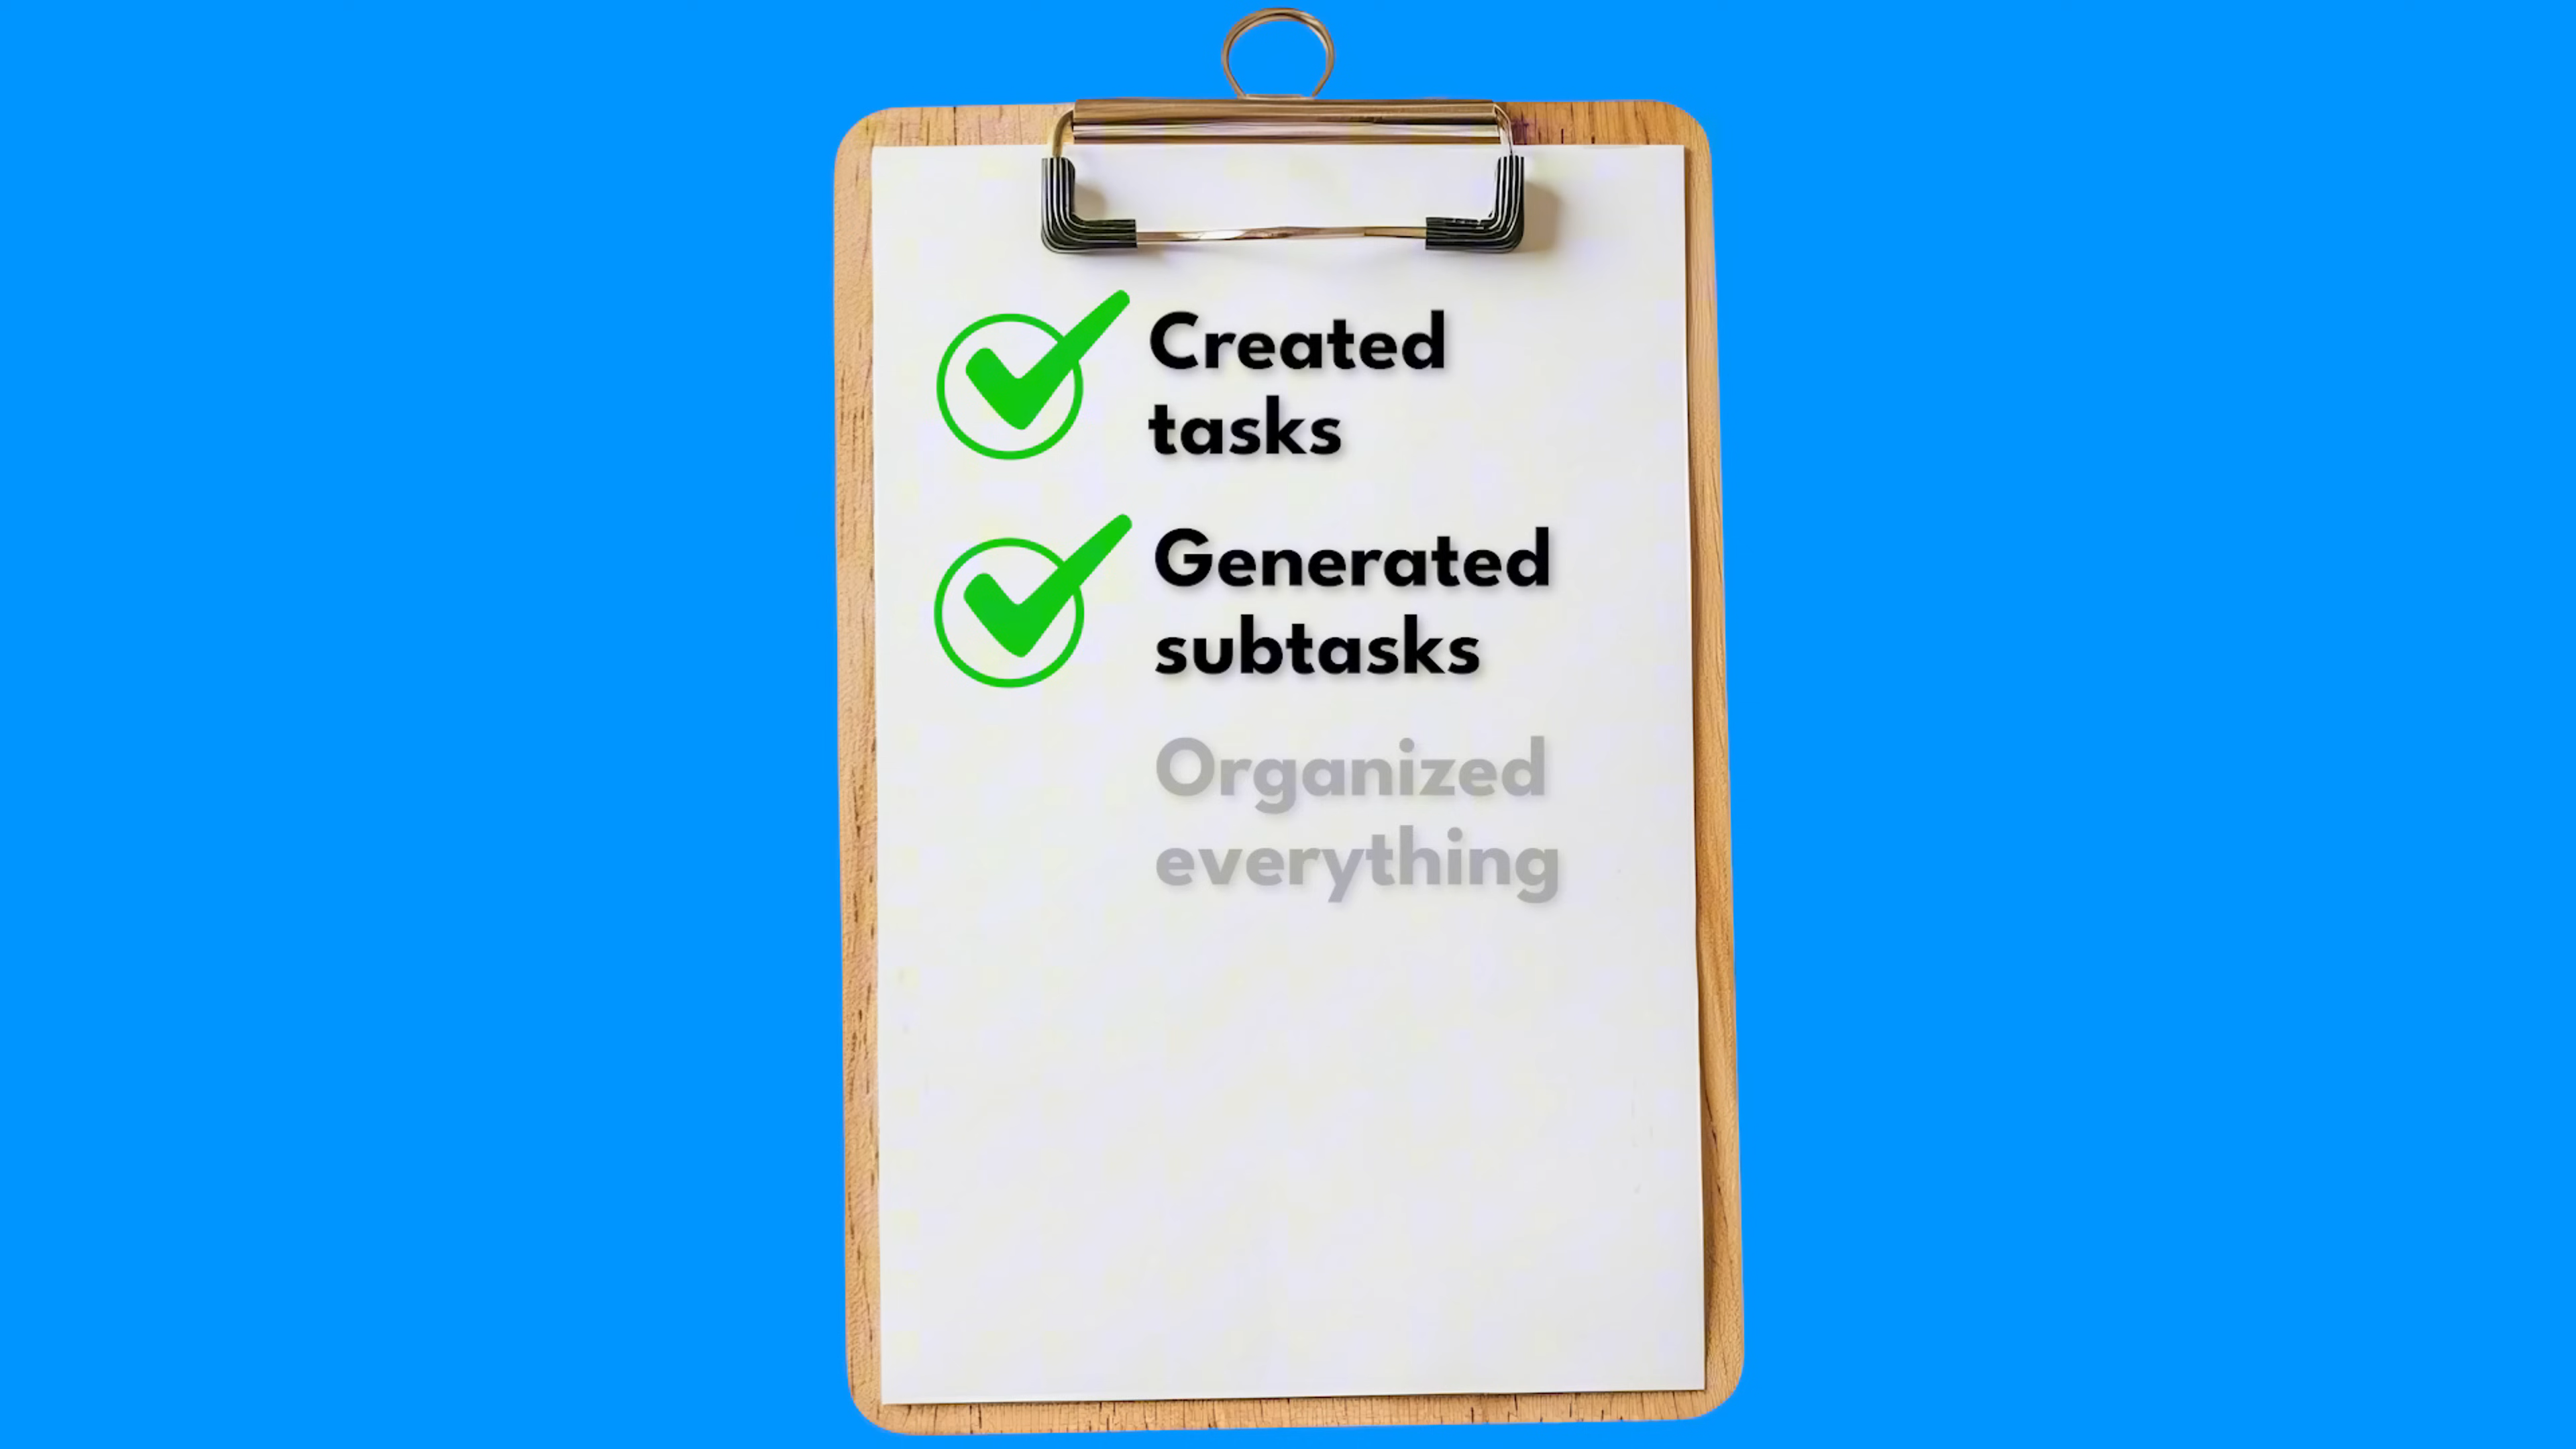 Created
tasks
Generated
subtasks
Organized
everything